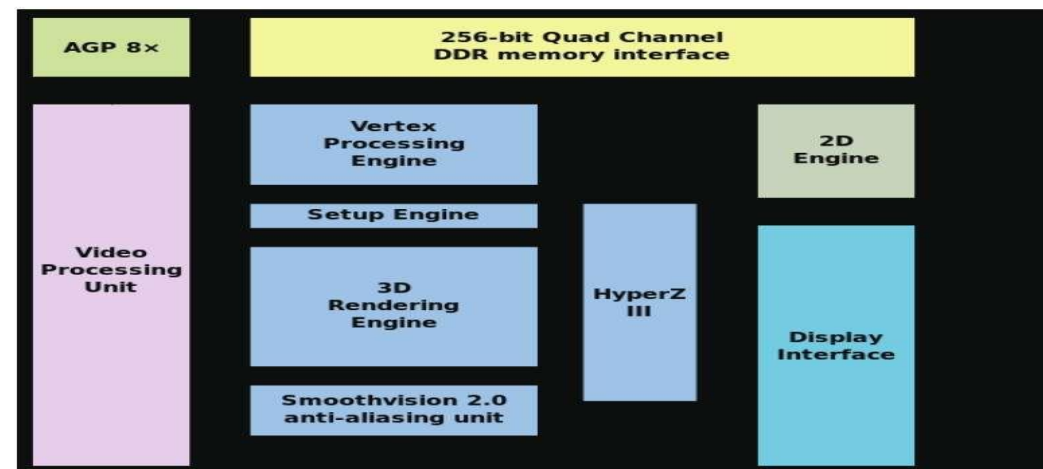 AGP 8×
256-bit Quad Channel
DDR memory interface
Vertex
Processing
Engine
2D
Engine
Setup Engine
Video
Processing
Unit
3D
Rendering
Engine
HyperZ
III
Display
Interface
Smoothvision 2.0
anti-aliasing unit